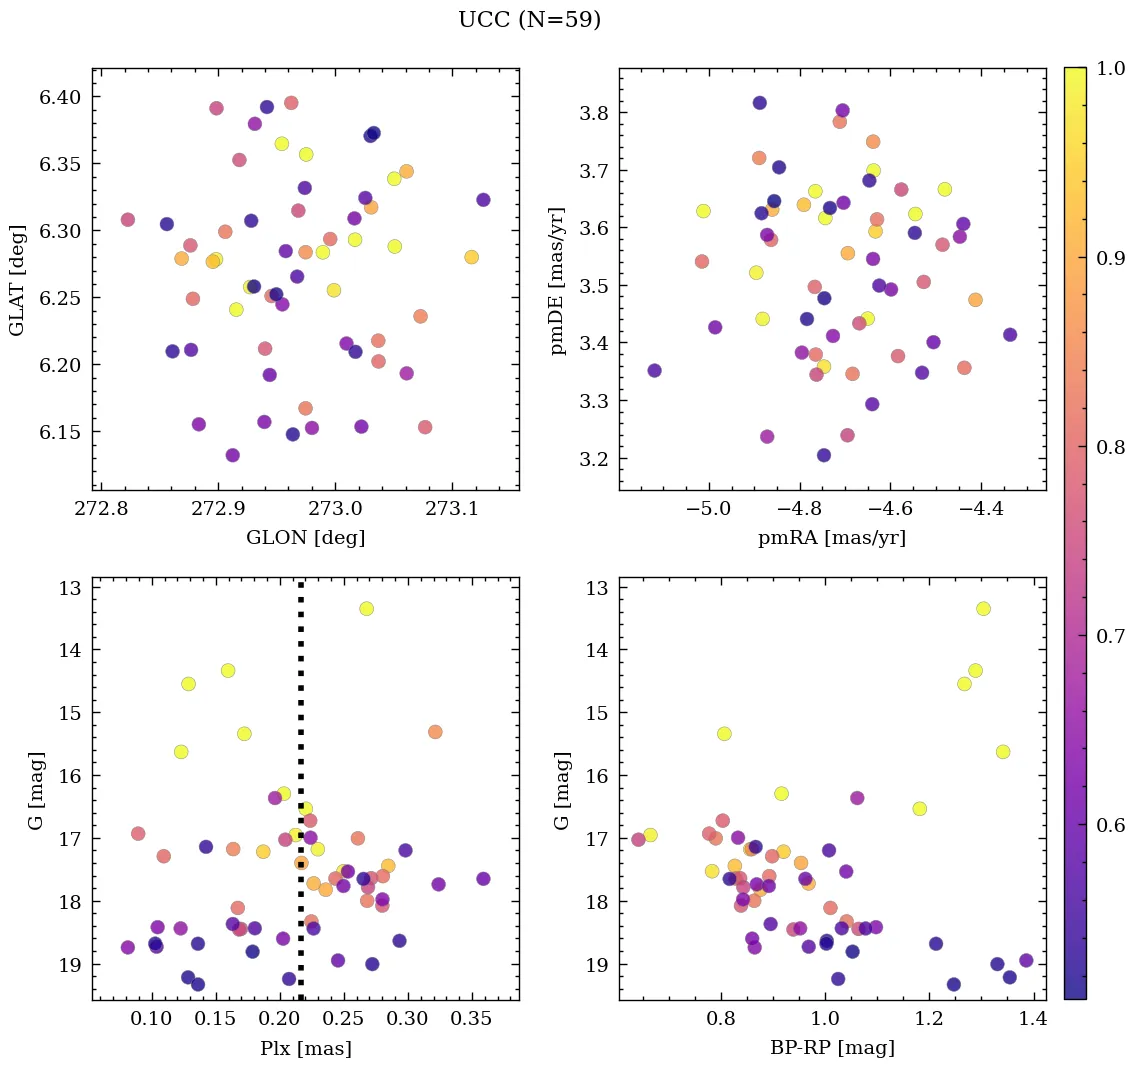 UCC (N=59)
6.40
6.35
6.30
6.25
6.20
6.15
GLAT [deg]
272.8 272.9 273.0 273.1
GLON [deg]
3.8
3.7
3.6
3.5
3.4
3.3
3.2
pmDE [mas/yr]
−5.0 −4.8 −4.6 −4.4
pmRA [mas/yr]
13
14
15
16
17
18
19
G [mag]
0.10 0.15 0.20 0.25 0.30 0.35
Plx [mas]
13
14
15
16
17
18
19
G [mag]
0.8 1.0 1.2 1.4
BP-RP [mag]
1.0
0.9
0.8
0.7
0.6